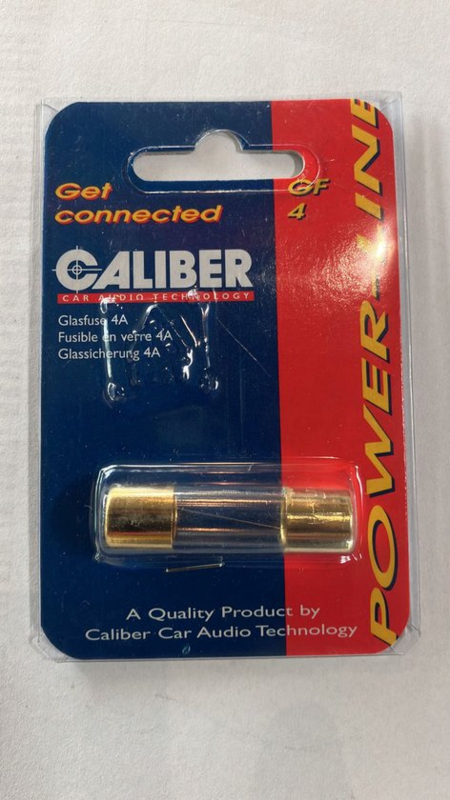 Get
connected
GF
4
CALIBER
CAR AUDIO TECHNOLOGY
Glasfuse 4A
Fusible en verre 4A
Glassicherung 4A
POWER-LINE
A Quality Product by
Caliber Car Audio Technology